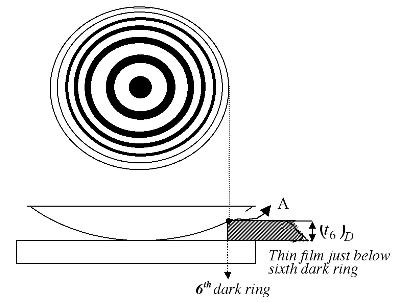 A
(t6 )D
Thin film just below
sixth dark ring
6th dark ring